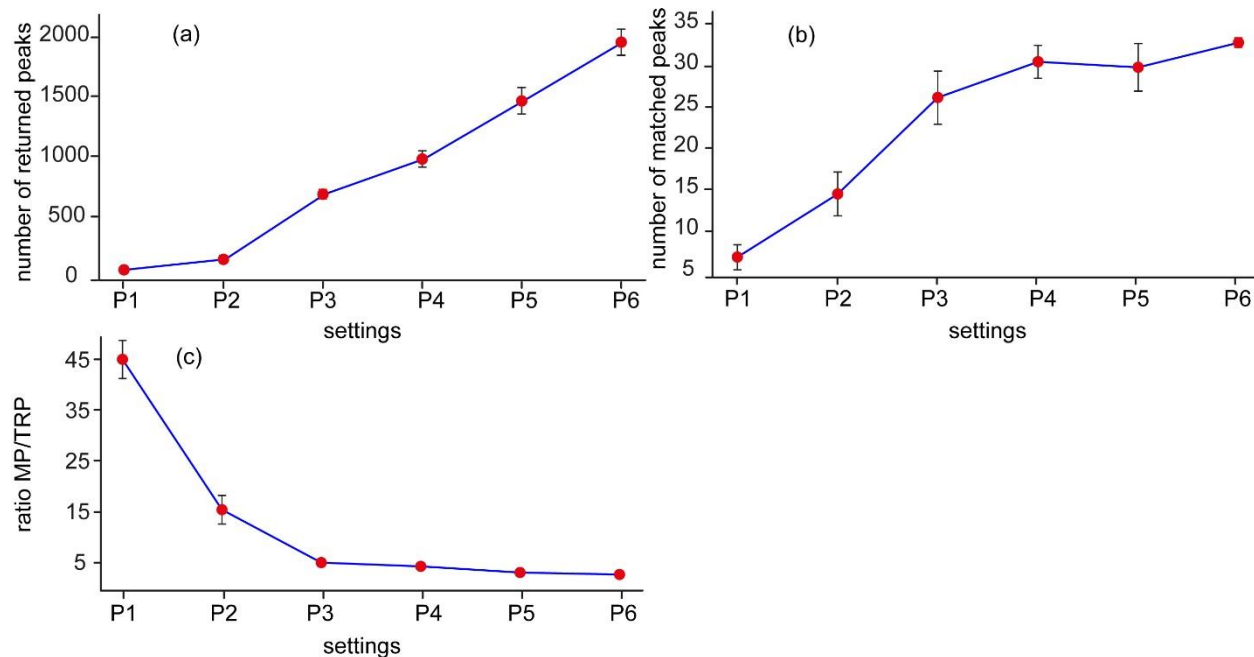 (a)
number of returned peaks
2000
1500
1000
500
0
P1 P2 P3 P4 P5 P6
settings
(b)
number of matched peaks
35
30
25
20
15
10
5
P1 P2 P3 P4 P5 P6
settings
(c)
ratio MP/TRP
45
35
25
15
5
P1 P2 P3 P4 P5 P6
settings